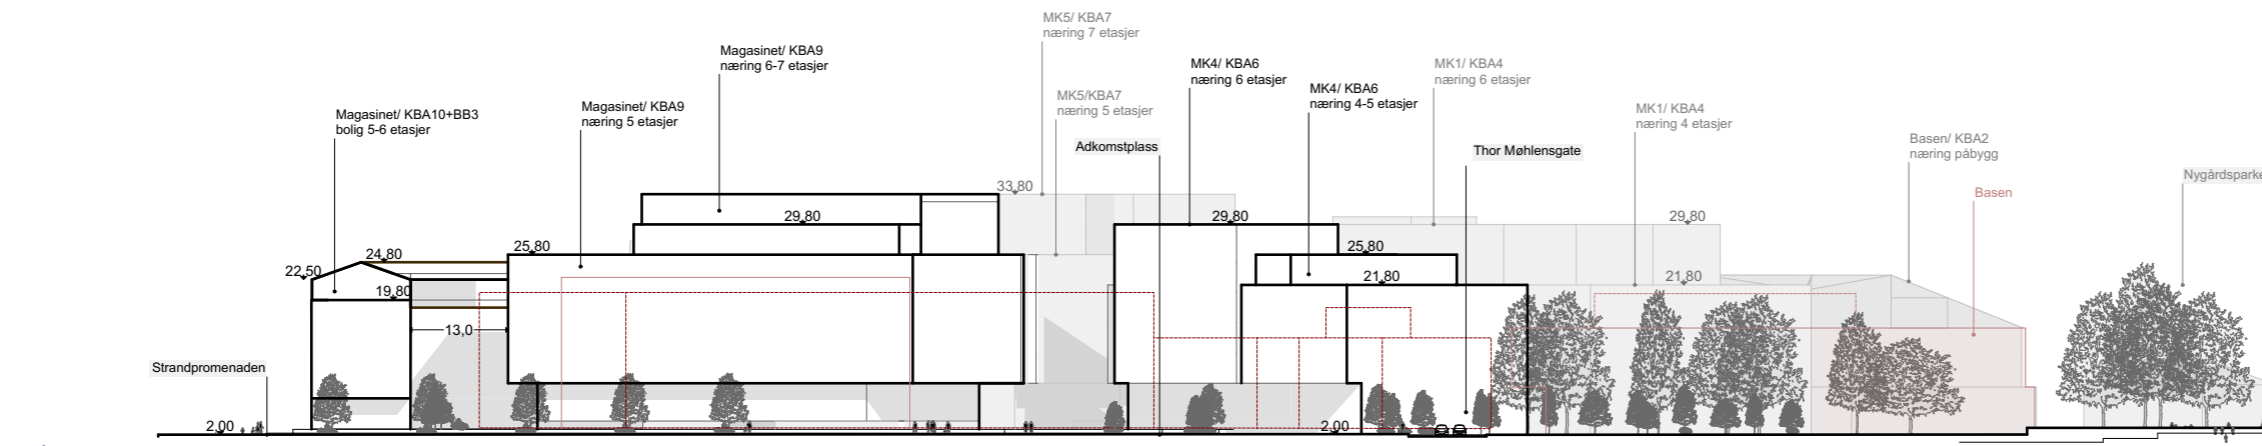 MK5/ KBA7
næring 7 etasjer
Magasinet/ KBA9
næring 6-7 etasjer
MK4/ KBA6
næring 6 etasjer
MK1/ KBA4
næring 6 etasjer
MK4/ KBA6
næring 4-5 etasjer
MK5/KBA7
næring 5 etasjer
Magasinet/ KBA9
næring 5 etasjer
MK1/ KBA4
næring 4 etasjer
Magasinet/ KBA10+BB3
bolig 5-6 etasjer
Basen/ KBA2
næring påbygg
Adkomstplass
Thor Møhlensgate
Nygårdsparke
Basen
33,80
29,80
29,80
29,80
25,80
25,80
24,80
22,50
21,80
21,80
19,80
13,0
Strandpromenaden
2,00
2,00